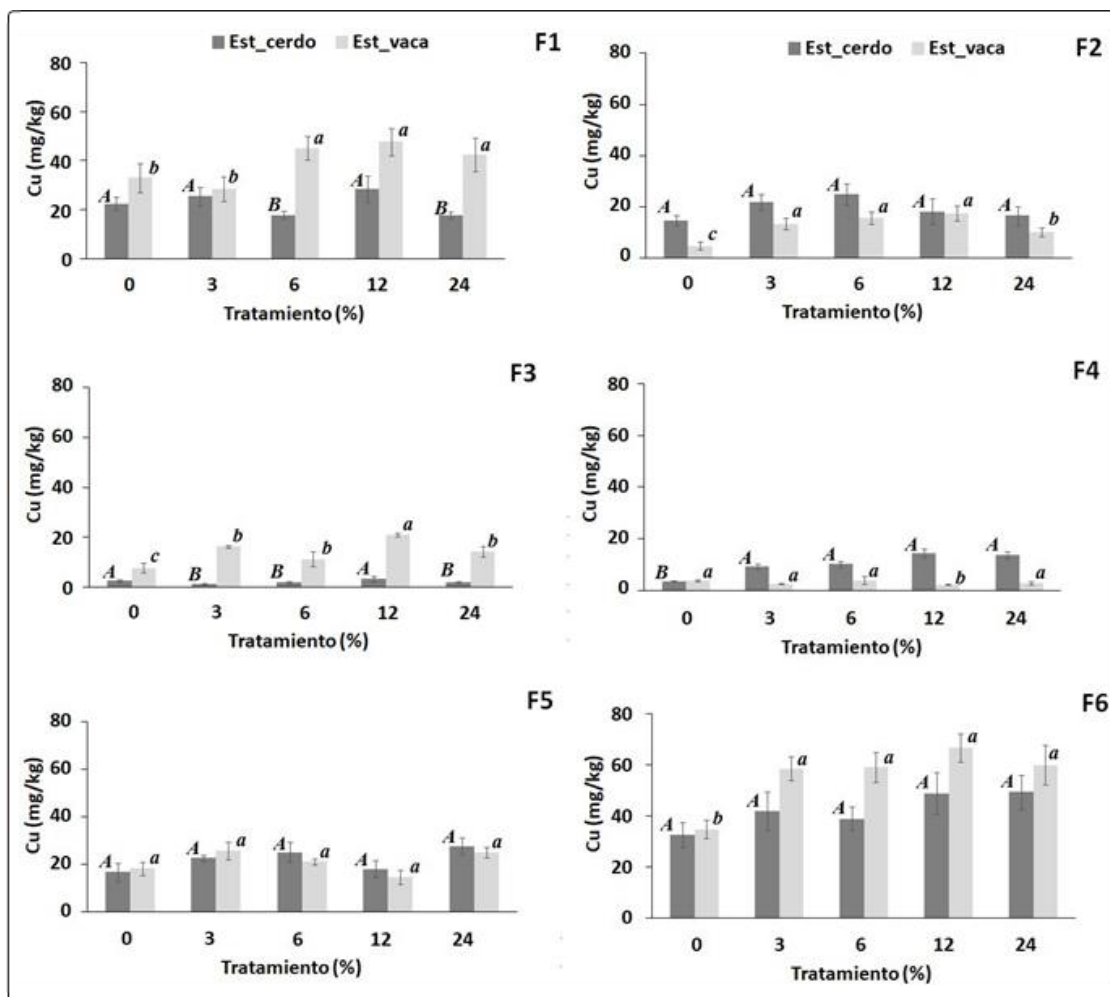 Est_cerdo Est_vaca F1
80
60
40
20
0
Cu (mg/kg)
A b A b B a A a B a
0 3 6 12 24
Tratamiento (%)
Est_cerdo Est_vaca F2
80
60
40
20
0
Cu (mg/kg)
A c A a A a A a A b
0 3 6 12 24
Tratamiento (%)
F3
80
60
40
20
0
Cu (mg/kg)
A c B b B b A a B b
0 3 6 12 24
Tratamiento (%)
F4
80
60
40
20
0
Cu (mg/kg)
B a A a A a A b A a
0 3 6 12 24
Tratamiento (%)
F5
80
60
40
20
0
Cu (mg/kg)
A a A a A a A a A a
0 3 6 12 24
Tratamiento (%)
F6
80
60
40
20
0
Cu (mg/kg)
A b A a A a A a A a
0 3 6 12 24
Tratamiento (%)